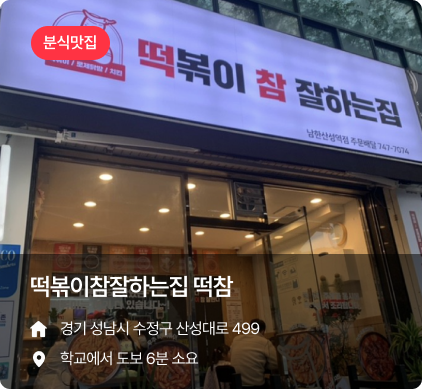 분식맛집
떡볶이 참 잘하는집
남한산성역점 주문배달 747-7074
떡볶이참잘하는집 떡참
경기 성남시 수정구 산성대로 499
학교에서 도보 6분 소요